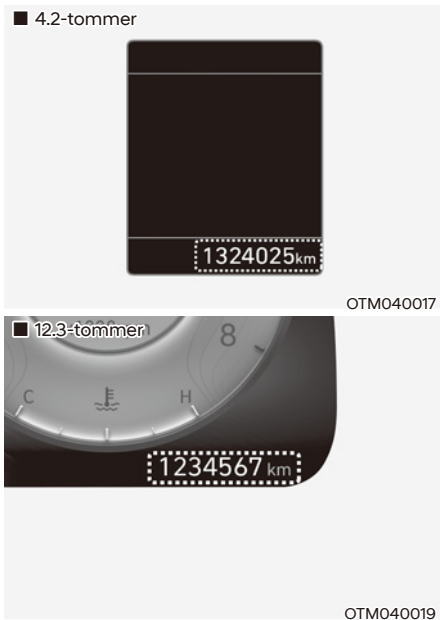 ■ 4.2-tommer
1324025km
OTM040017
■ 12.3-tommer
8
C
H
1234567 km
OTM040019